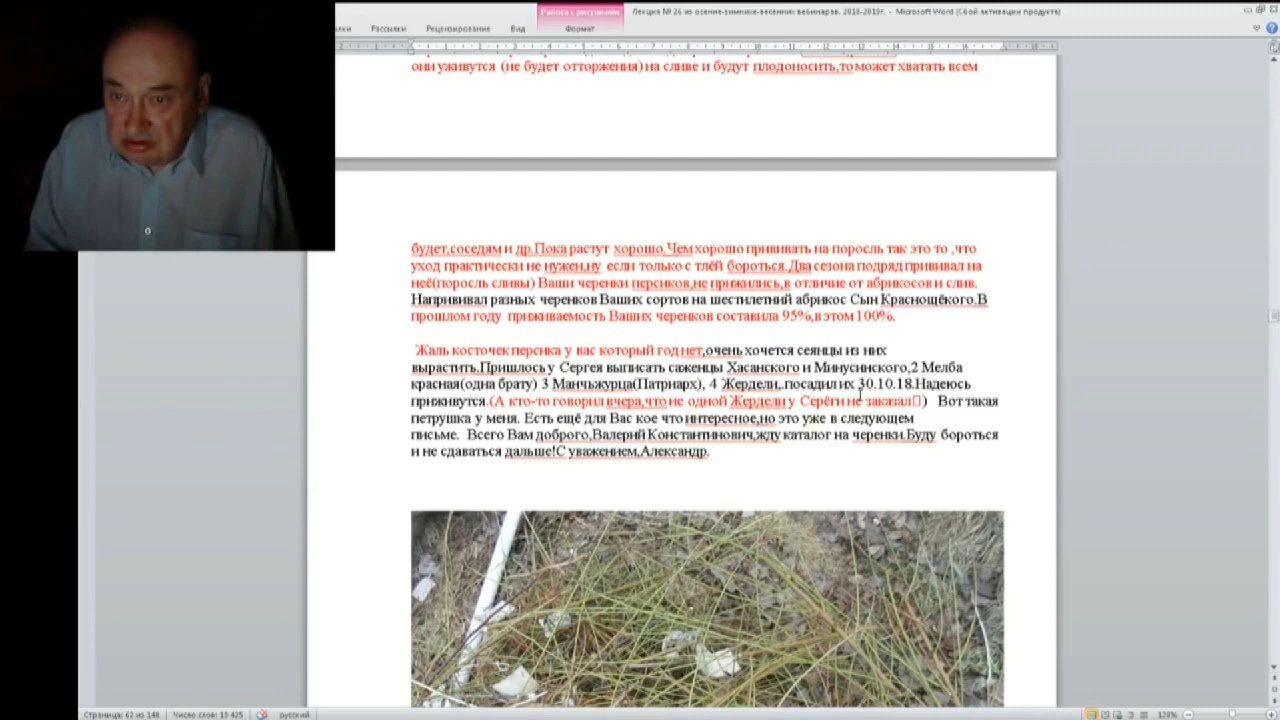 Работа с рисунками
Лекция № 26 из осенне-зимних-весенних вебинаров. 2018-2019г. - Microsoft Word (Сбой активации продукта)
Рассылки Рецензирование Вид Формат
они уживутся (не будет отторжения) на сливе и будут плодоносить,то может хватать всем
будет,соседям и др.Пока растут хорошо.Чем хорошо прививать на поросль так это то ,что
уход практически не нужен,ну если только с тлёй бороться.Два сезона подряд прививал на
неё(поросль сливы) Ваши черенки персиков,не прижились,в отличие от абрикосов и слив.
Напрививал разных черенков Ваших сортов на шестилетний абрикос Сын Краснощёкого.В
прошлом году приживаемость Ваших черенков составила 95%,в этом 100%.
Жаль косточек персика у вас который год нет,очень хочется сеянцы из них
вырастить.Пришлось у Сергея выписать саженцы Хасанского и Минусинского,2 Мелба
красная(одна брату) 3 Манчьжурца(Патриарх), 4 Жердели,.посадил их 30.10.18.Надеюсь
приживутся.(А кто-то говорил вчера,что не одной Жердели у Серёги не заказал) Вот такая
петрушка у меня. Есть ещё для Вас кое что интересное,но это уже в следующем
письме. Всего Вам доброго,Валерий Константинович,жду каталог на черенки.Буду бороться
и не сдаваться дальше!С уважением,Александр.
Страница: 62 из 148 Число слов: 13 425 русский 128%